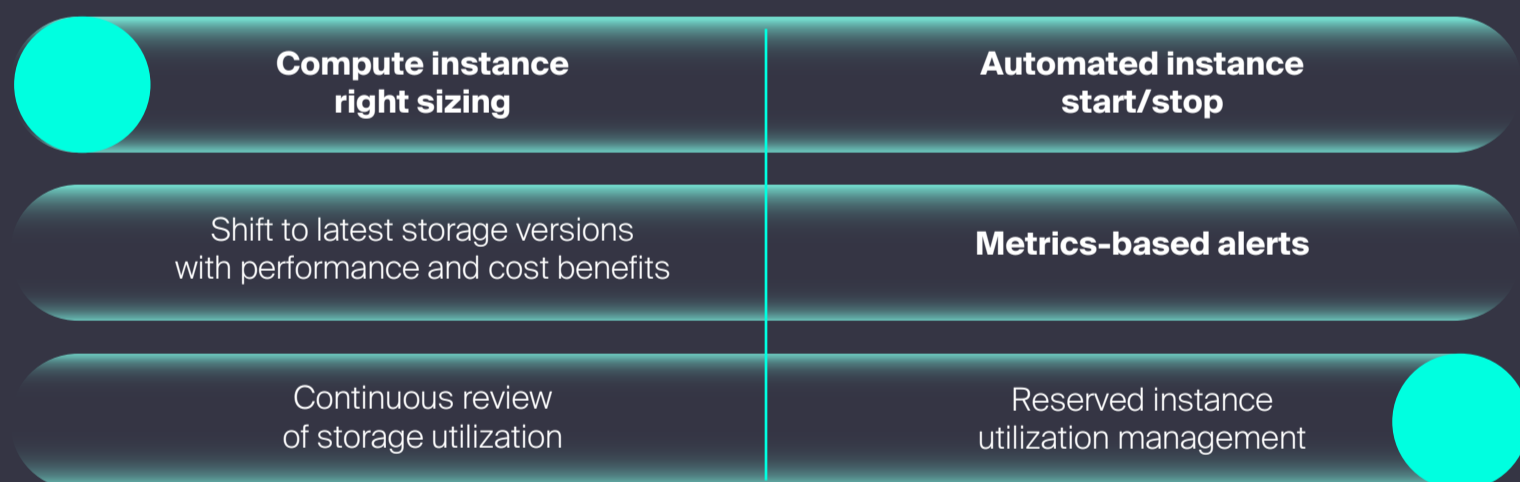 Compute instance
right sizing
Automated instance
start/stop
Shift to latest storage versions
with performance and cost benefits
Metrics-based alerts
Continuous review
of storage utilization
Reserved instance
utilization management